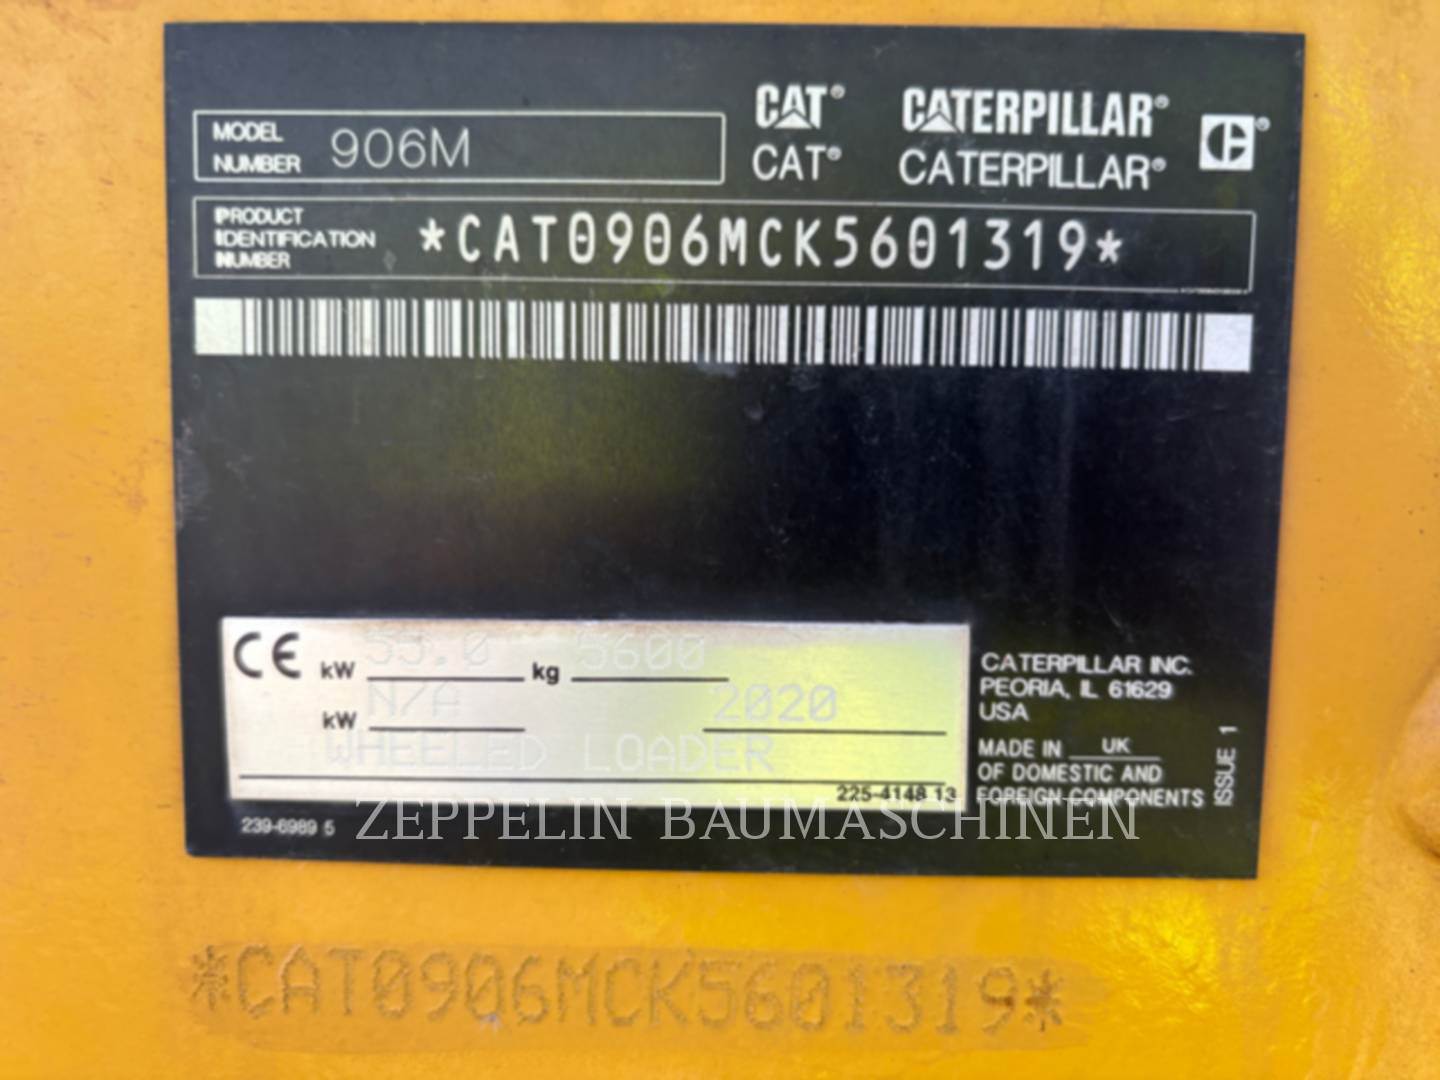 MODEL NUMBER 906M
CAT® CATERPILLAR®
CAT® CATERPILLAR®
PRODUCT IDENTIFICATION NUMBER *CAT0906MCK5601319*
CE kW 55.0 kg 5600
kW N/A 2020
WHEELED LOADER
225-4148 13
239-6989 5
CATERPILLAR INC.
PEORIA, IL 61629
USA
MADE IN UK
OF DOMESTIC AND
FOREIGN COMPONENTS
ISSUE 1
ZEPPELIN BAUMASCHINEN
*CAT0906MCK5601319*